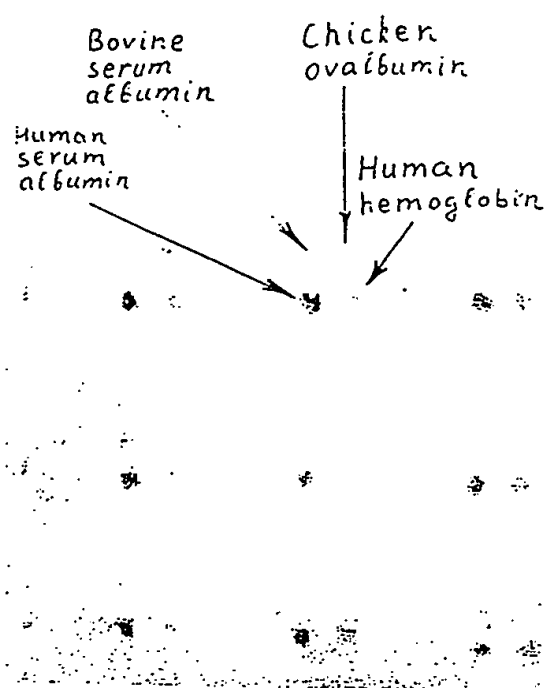 Bovine
serum
albumin
Chicken
ovalbumin
Human
serum
albumin
Human
hemoglobin